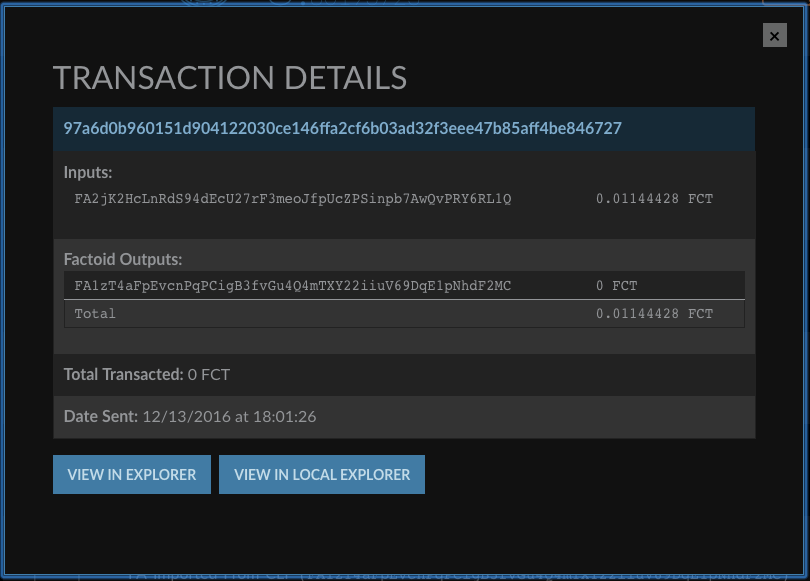 ×
TRANSACTION DETAILS
97a6d0b960151d904122030ce146ffa2cf6b03ad32f3eee47b85aff4be846727
Inputs:
FA2jK2HcLnRdS94dEcU27rF3meoJfpUcZPSinpb7AwQvPRY6RL1Q 0.01144428 FCT
Factoid Outputs:
FA1zT4aFpEvcnPqPCigB3fvGu4Q4mTXY22iiuV69DqE1pNhdF2MC 0 FCT
Total 0.01144428 FCT
Total Transacted: 0 FCT
Date Sent: 12/13/2016 at 18:01:26
VIEW IN EXPLORER VIEW IN LOCAL EXPLORER